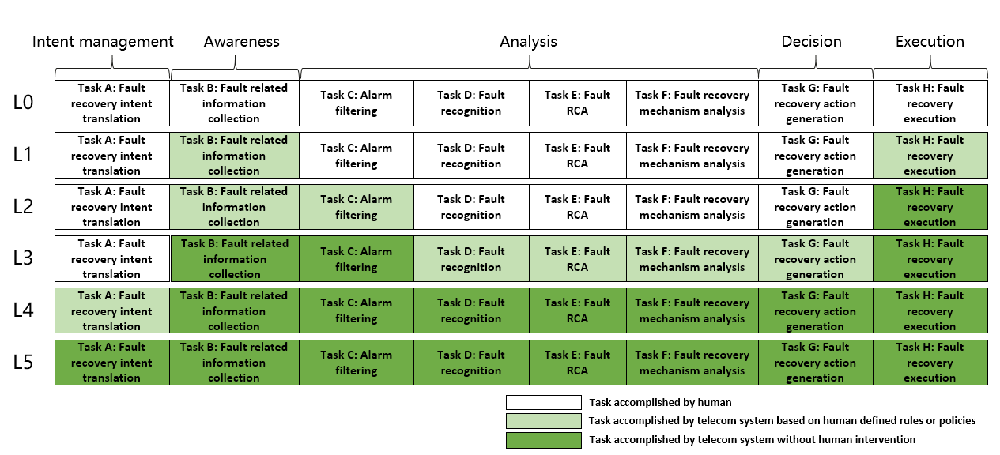 Intent management Awareness Analysis Decision Execution
L0
Task A: Fault
recovery intent
translation
Task B: Fault related
information
collection
Task C: Alarm
filtering
Task D: Fault
recognition
Task E: Fault
RCA
Task F: Fault recovery
mechanism analysis
Task G: Fault
recovery action
generation
Task H: Fault
recovery
execution
L1
Task A: Fault
recovery intent
translation
Task B: Fault related
information
collection
Task C: Alarm
filtering
Task D: Fault
recognition
Task E: Fault
RCA
Task F: Fault recovery
mechanism analysis
Task G: Fault
recovery action
generation
Task H: Fault
recovery
execution
L2
Task A: Fault
recovery intent
translation
Task B: Fault related
information
collection
Task C: Alarm
filtering
Task D: Fault
recognition
Task E: Fault
RCA
Task F: Fault recovery
mechanism analysis
Task G: Fault
recovery action
generation
Task H: Fault
recovery
execution
L3
Task A: Fault
recovery intent
translation
Task B: Fault related
information
collection
Task C: Alarm
filtering
Task D: Fault
recognition
Task E: Fault
RCA
Task F: Fault recovery
mechanism analysis
Task G: Fault
recovery action
generation
Task H: Fault
recovery
execution
L4
Task A: Fault
recovery intent
translation
Task B: Fault related
information
collection
Task C: Alarm
filtering
Task D: Fault
recognition
Task E: Fault
RCA
Task F: Fault recovery
mechanism analysis
Task G: Fault
recovery action
generation
Task H: Fault
recovery
execution
L5
Task A: Fault
recovery intent
translation
Task B: Fault related
information
collection
Task C: Alarm
filtering
Task D: Fault
recognition
Task E: Fault
RCA
Task F: Fault recovery
mechanism analysis
Task G: Fault
recovery action
generation
Task H: Fault
recovery
execution
Task accomplished by human
Task accomplished by telecom system based on human defined rules or policies
Task accomplished by telecom system without human intervention